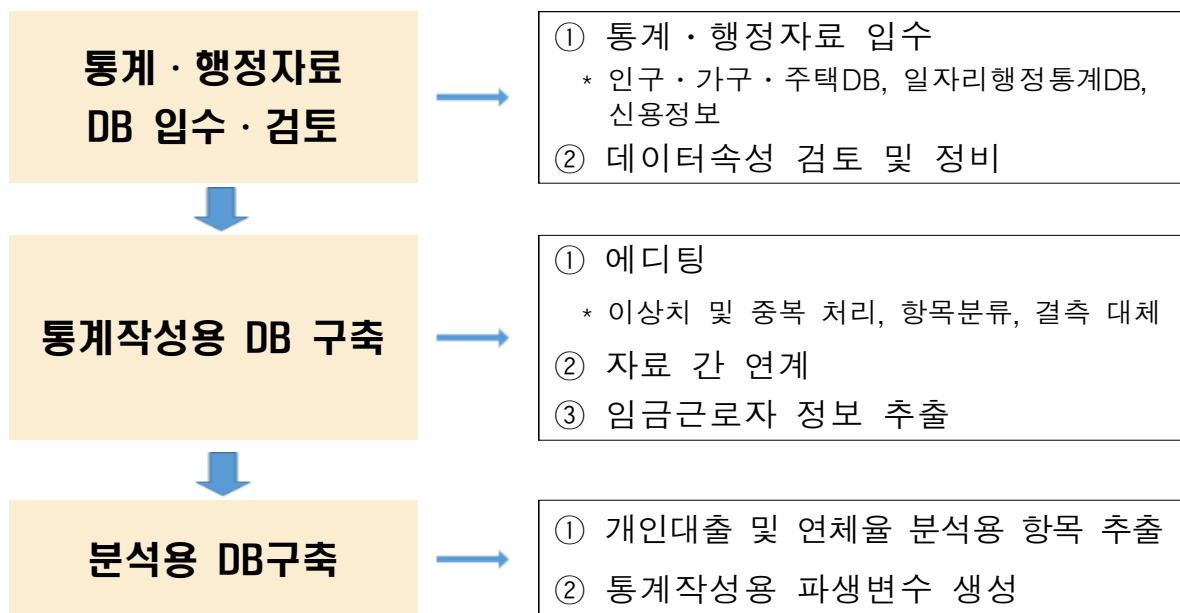 통계·행정자료
DB 입수·검토
① 통계·행정자료 입수
* 인구·가구·주택DB, 일자리행정통계DB,
신용정보
② 데이터속성 검토 및 정비
통계작성용 DB 구축
① 에디팅
* 이상치 및 중복 처리, 항목분류, 결측 대체
② 자료 간 연계
③ 임금근로자 정보 추출
분석용 DB구축
① 개인대출 및 연체율 분석용 항목 추출
② 통계작성용 파생변수 생성